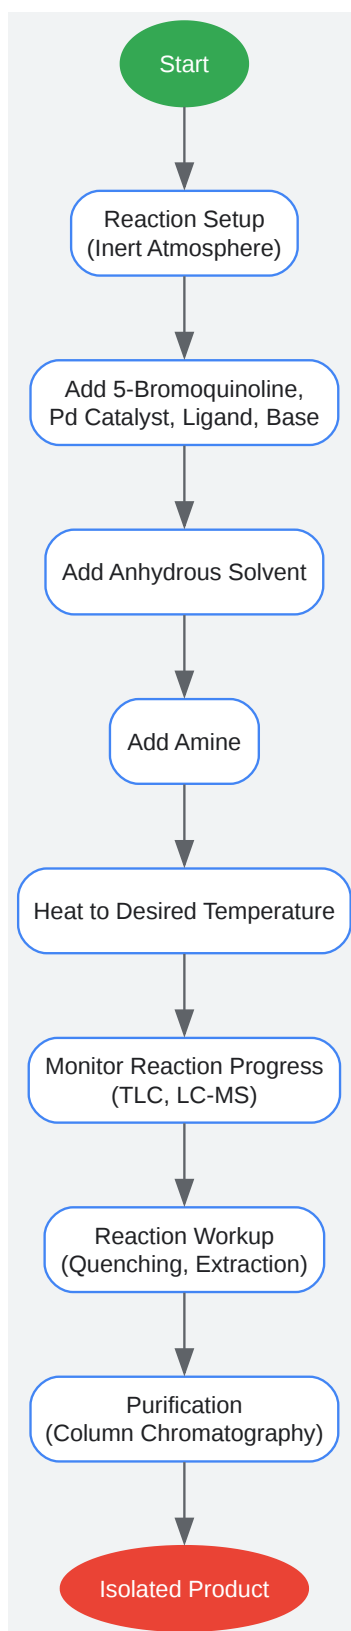 Start
Reaction Setup
(Inert Atmosphere)
Add 5-Bromoquinoline,
Pd Catalyst, Ligand, Base
Add Anhydrous Solvent
Add Amine
Heat to Desired Temperature
Monitor Reaction Progress
(TLC, LC-MS)
Reaction Workup
(Quenching, Extraction)
Purification
(Column Chromatography)
Isolated Product